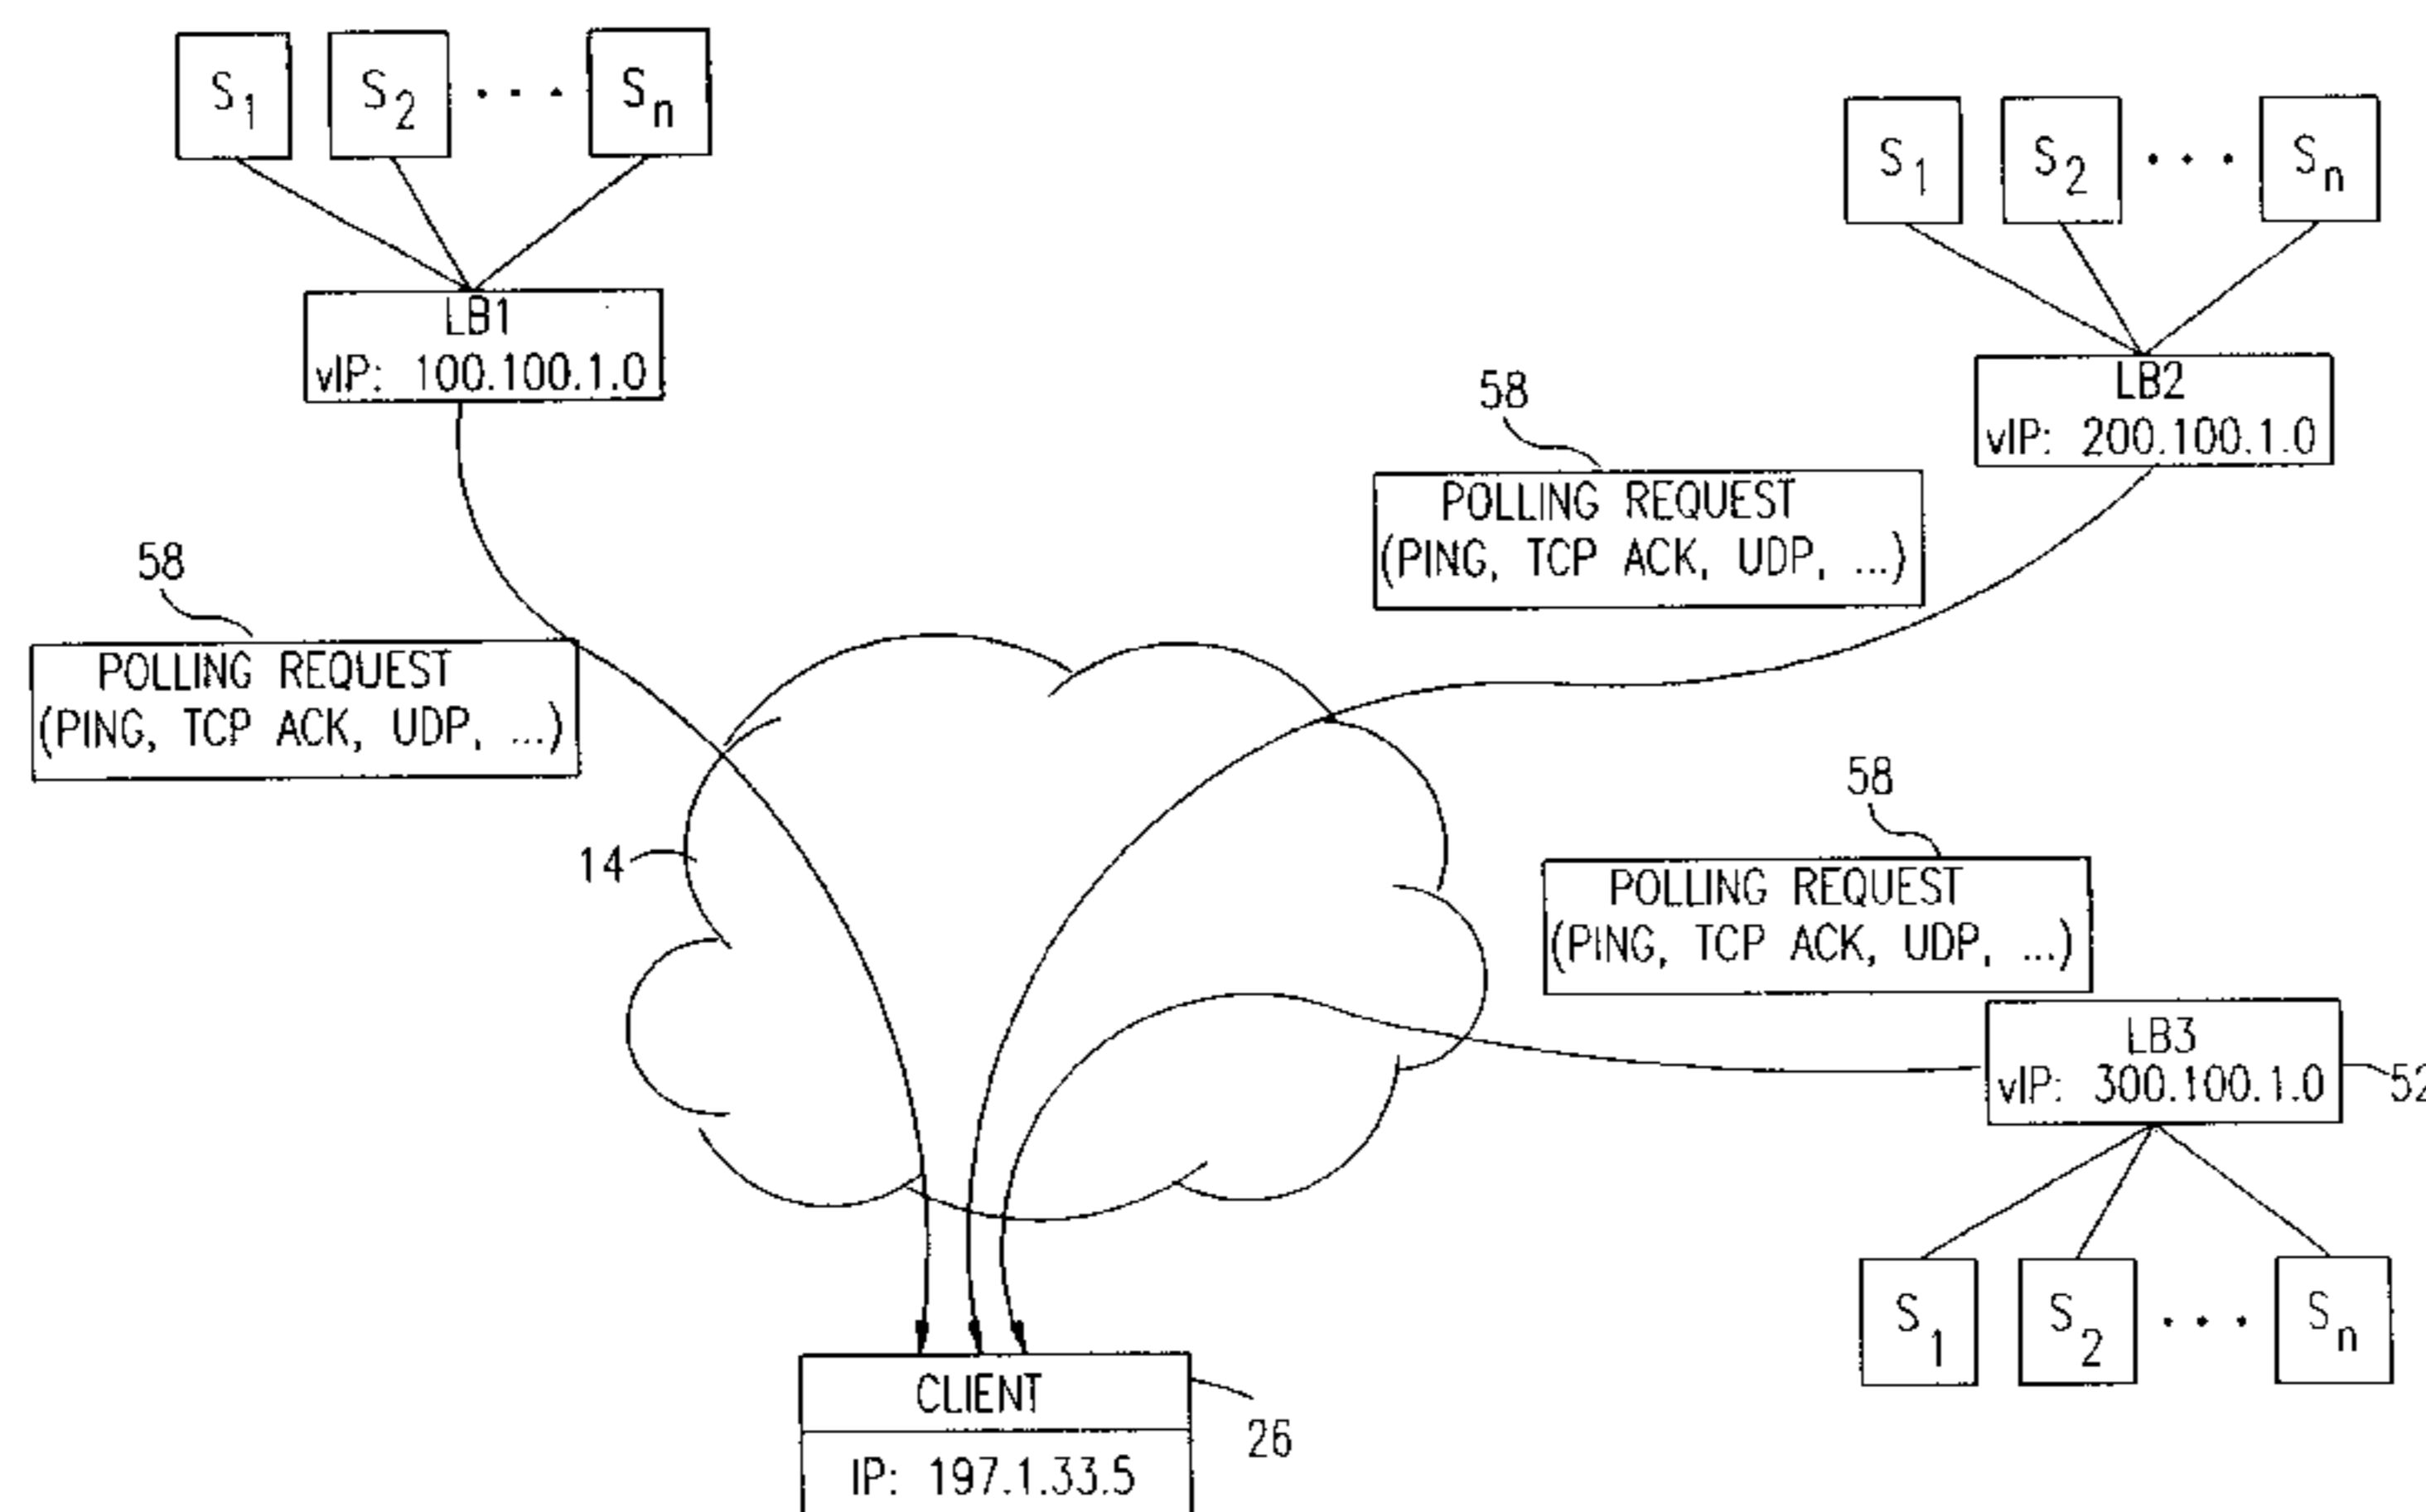 S1 S2 ... Sn
LB1
vIP: 100.100.1.0
S1 S2 ... Sn
LB2
vIP: 200.100.1.0
58
POLLING REQUEST
(PING, TCP ACK, UDP, ...)
58
POLLING REQUEST
(PING, TCP ACK, UDP, ...)
14
58
POLLING REQUEST
(PING, TCP ACK, UDP, ...)
LB3
vIP: 300.100.1.0
52
S1 S2 ... Sn
CLIENT
26
IP: 197.1.33.5